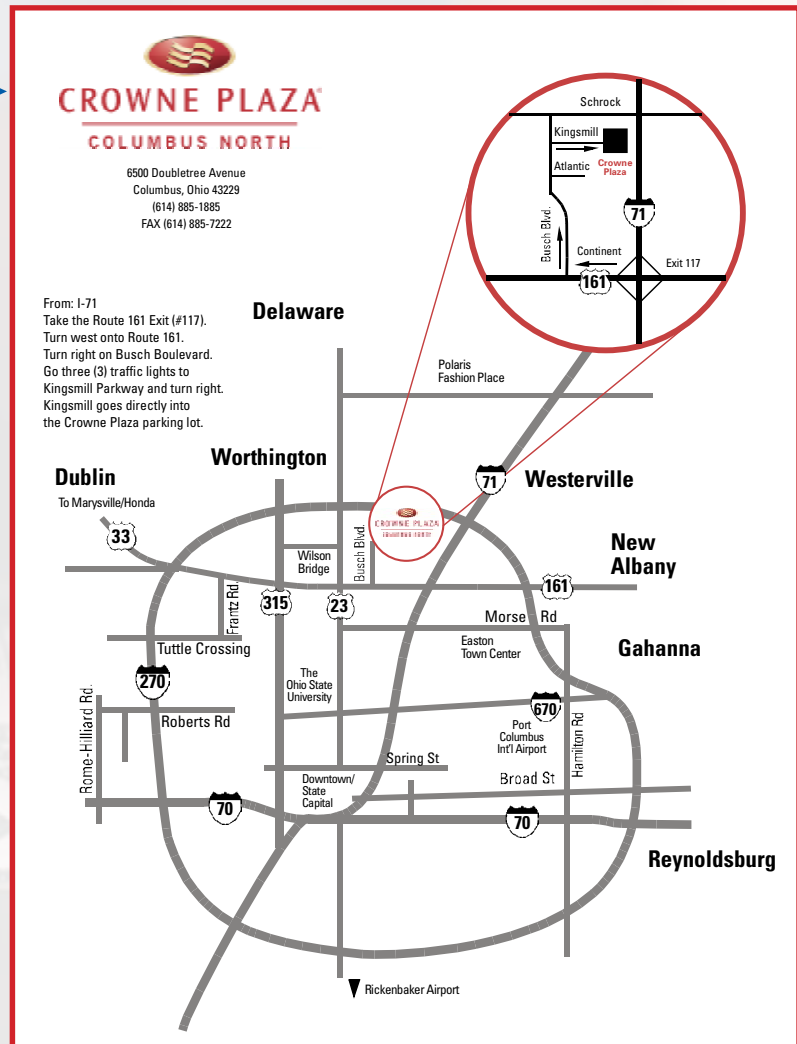 CROWNE PLAZA
COLUMBUS NORTH
6500 Doubletree Avenue
Columbus, Ohio 43229
(614) 885-1885
FAX (614) 885-7222
Schrock
Kingsmill
Crowne
Plaza
Atlantic
71
Busch Blvd.
Continent
Exit 117
161
From: I-71
Take the Route 161 Exit (#117).
Turn west onto Route 161.
Turn right on Busch Boulevard.
Go three (3) traffic lights to
Kingsmill Parkway and turn right.
Kingsmill goes directly into
the Crowne Plaza parking lot.
Delaware
Polaris
Fashion Place
Worthington
Dublin
To Marysville/Honda
33
71
Westerville
CROWNE PLAZA
COLUMBUS NORTH
Busch Blvd.
Wilson
Bridge
New
Albany
161
Frantz Rd.
315
23
Morse Rd
Easton
Town Center
Gahanna
Tuttle Crossing
270
The
Ohio State
University
670
Rome-Hilliard Rd.
Roberts Rd
Port
Columbus
Int'l Airport
Hamilton Rd
Spring St
Downtown/
State
Capital
Broad St
70
70
Reynoldsburg
Rickenbaker Airport